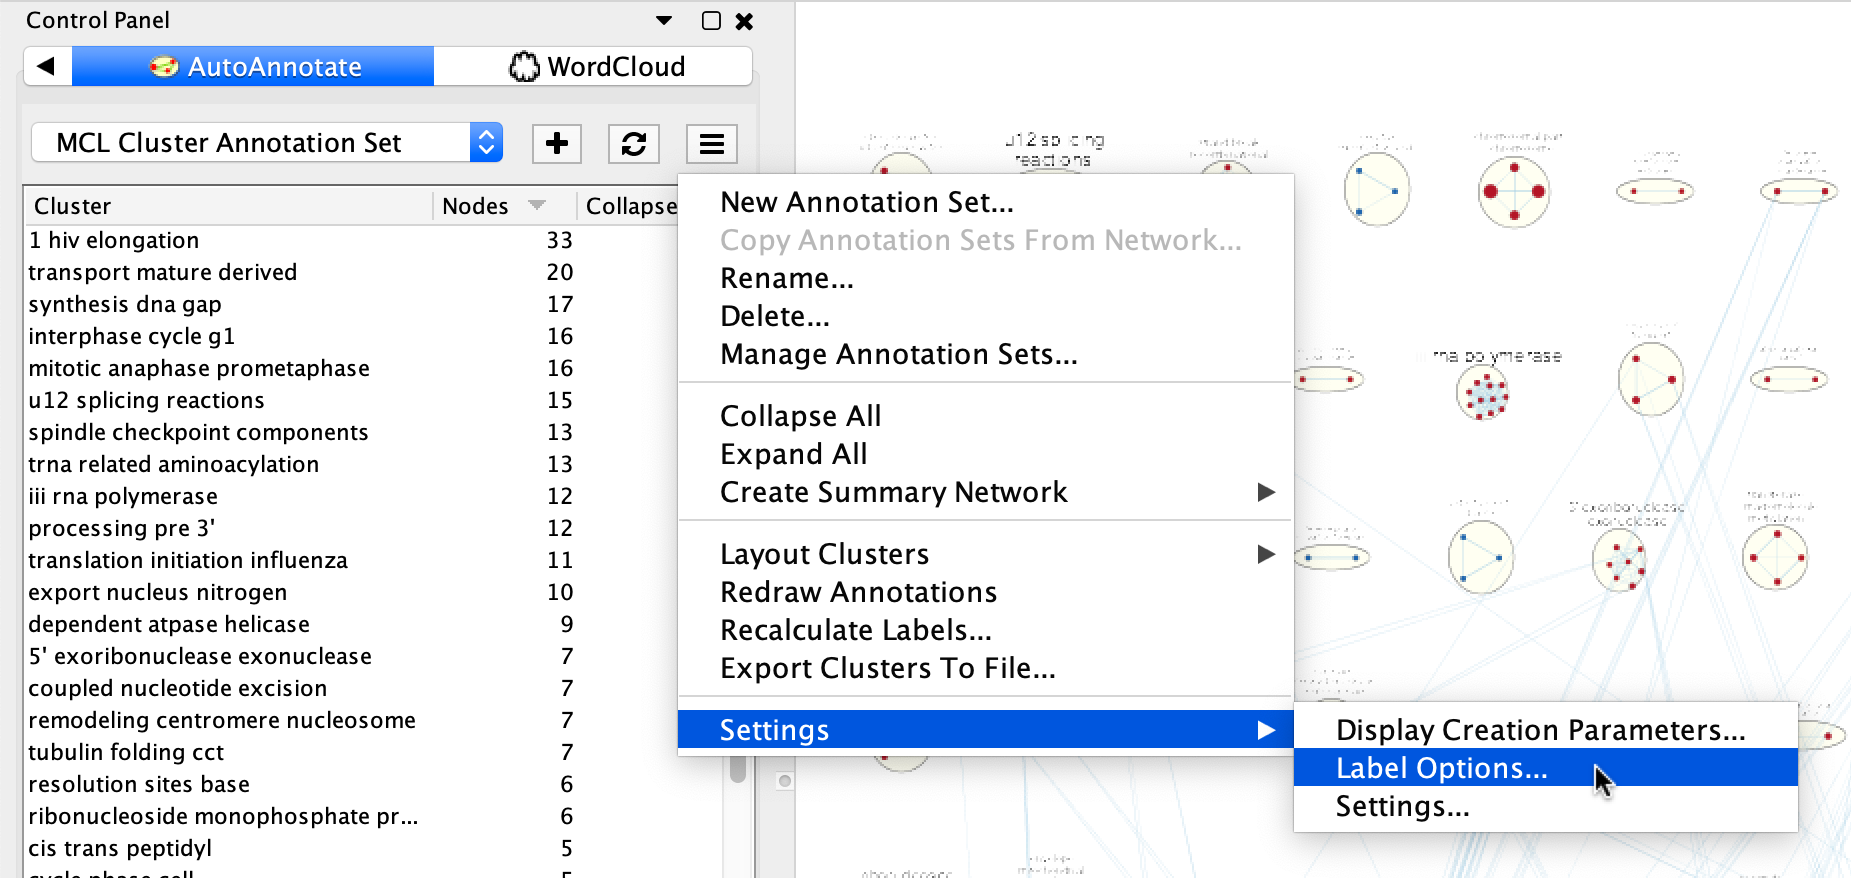 Control Panel
AutoAnnotate
WordCloud
MCL Cluster Annotation Set
Cluster Nodes Collapse
1 hiv elongation 33
transport mature derived 20
synthesis dna gap 17
interphase cycle g1 16
mitotic anaphase prometaphase 16
u12 splicing reactions 15
spindle checkpoint components 13
trna related aminoacylation 13
iii rna polymerase 12
processing pre 3' 12
translation initiation influenza 11
export nucleus nitrogen 10
dependent atpase helicase 9
5' exoribonuclease exonuclease 7
coupled nucleotide excision 7
remodeling centromere nucleosome 7
tubulin folding cct 7
resolution sites base 6
ribonucleoside monophosphate pr... 6
cis trans peptidyl 5
cycle phase cell 5
New Annotation Set...
Copy Annotation Sets From Network...
Rename...
Delete...
Manage Annotation Sets...
Collapse All
Expand All
Create Summary Network
Layout Clusters
Redraw Annotations
Recalculate Labels...
Export Clusters To File...
Settings
Display Creation Parameters...
Label Options...
Settings...
u12 splicing
reactions
rna polymerase
5' exoribonuclease
exonuclease